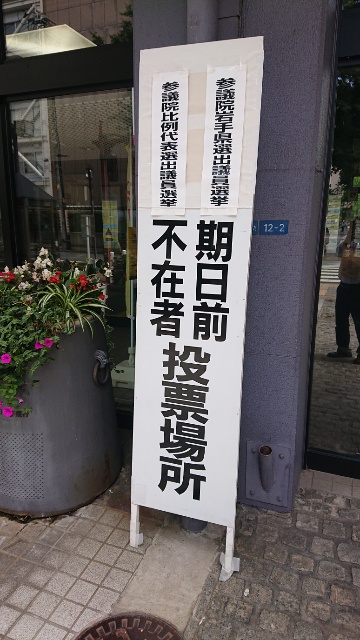 参議院岩手県選出議員選挙
参議院比例代表選出議員選挙
期日前
不在者
投票場所
12-2